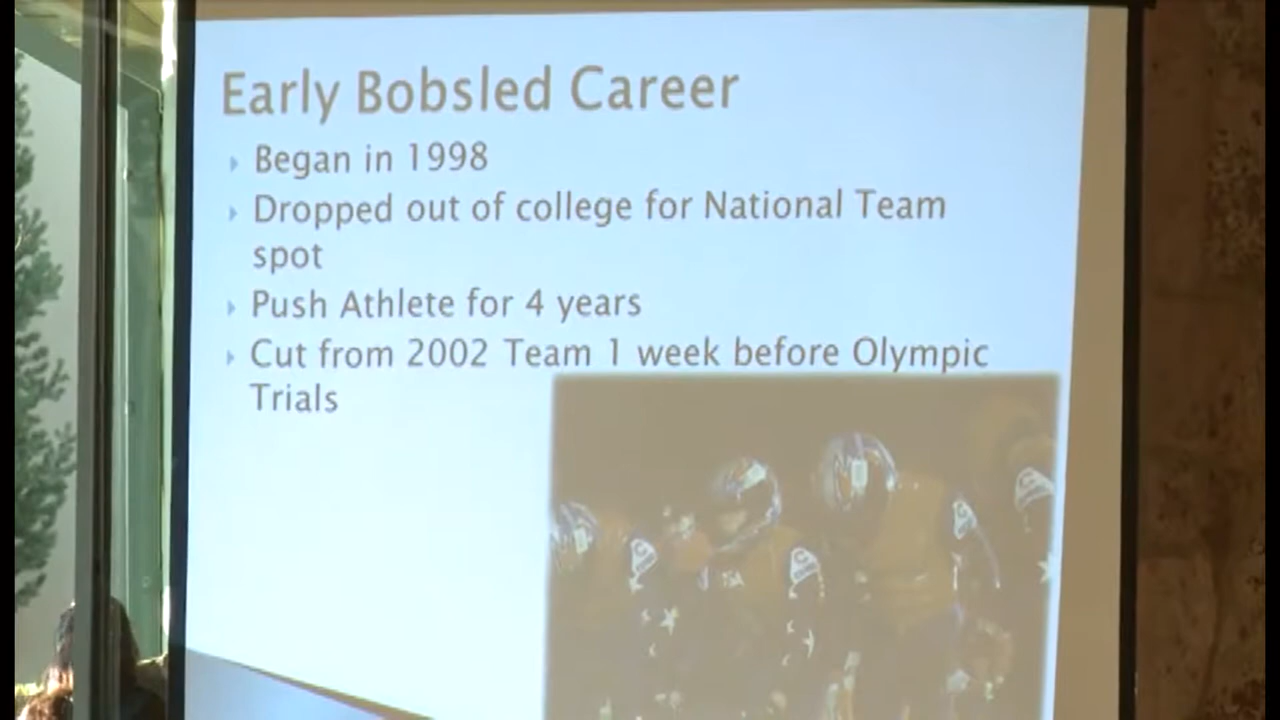 Early Bobsled Career
Began in 1998
Dropped out of college for National Team
spot
Push Athlete for 4 years
Cut from 2002 Team 1 week before Olympic
Trials